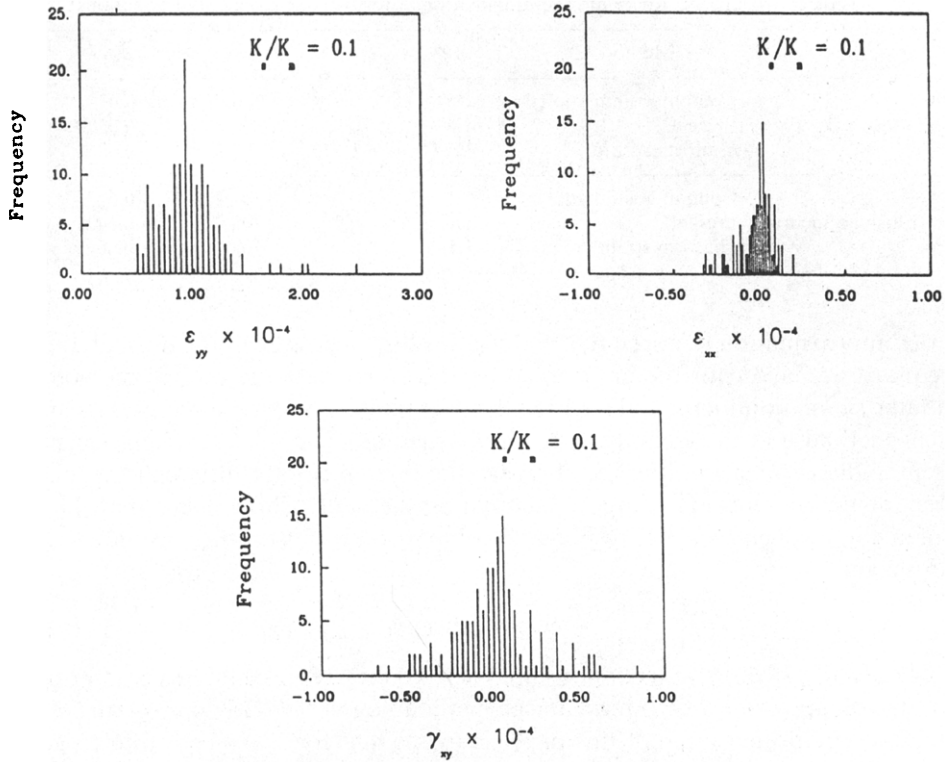 25.
20.
15.
10.
5.
0.
Frequency
K/K = 0.1
0.00 1.00 2.00 3.00
ε yy × 10⁻⁴
25.
20.
15.
10.
5.
0.
Frequency
K/K = 0.1
-1.00 -0.50 0.00 0.50 1.00
ε xx × 10⁻⁴
25.
20.
15.
10.
5.
0.
Frequency
K/K = 0.1
-1.00 -0.50 0.00 0.50 1.00
γ xy × 10⁻⁴